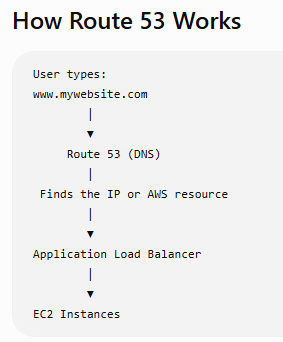 How Route 53 Works
User types:
www.mywebsite.com
|
▼
Route 53 (DNS)
|
Finds the IP or AWS resource
|
▼
Application Load Balancer
|
▼
EC2 Instances